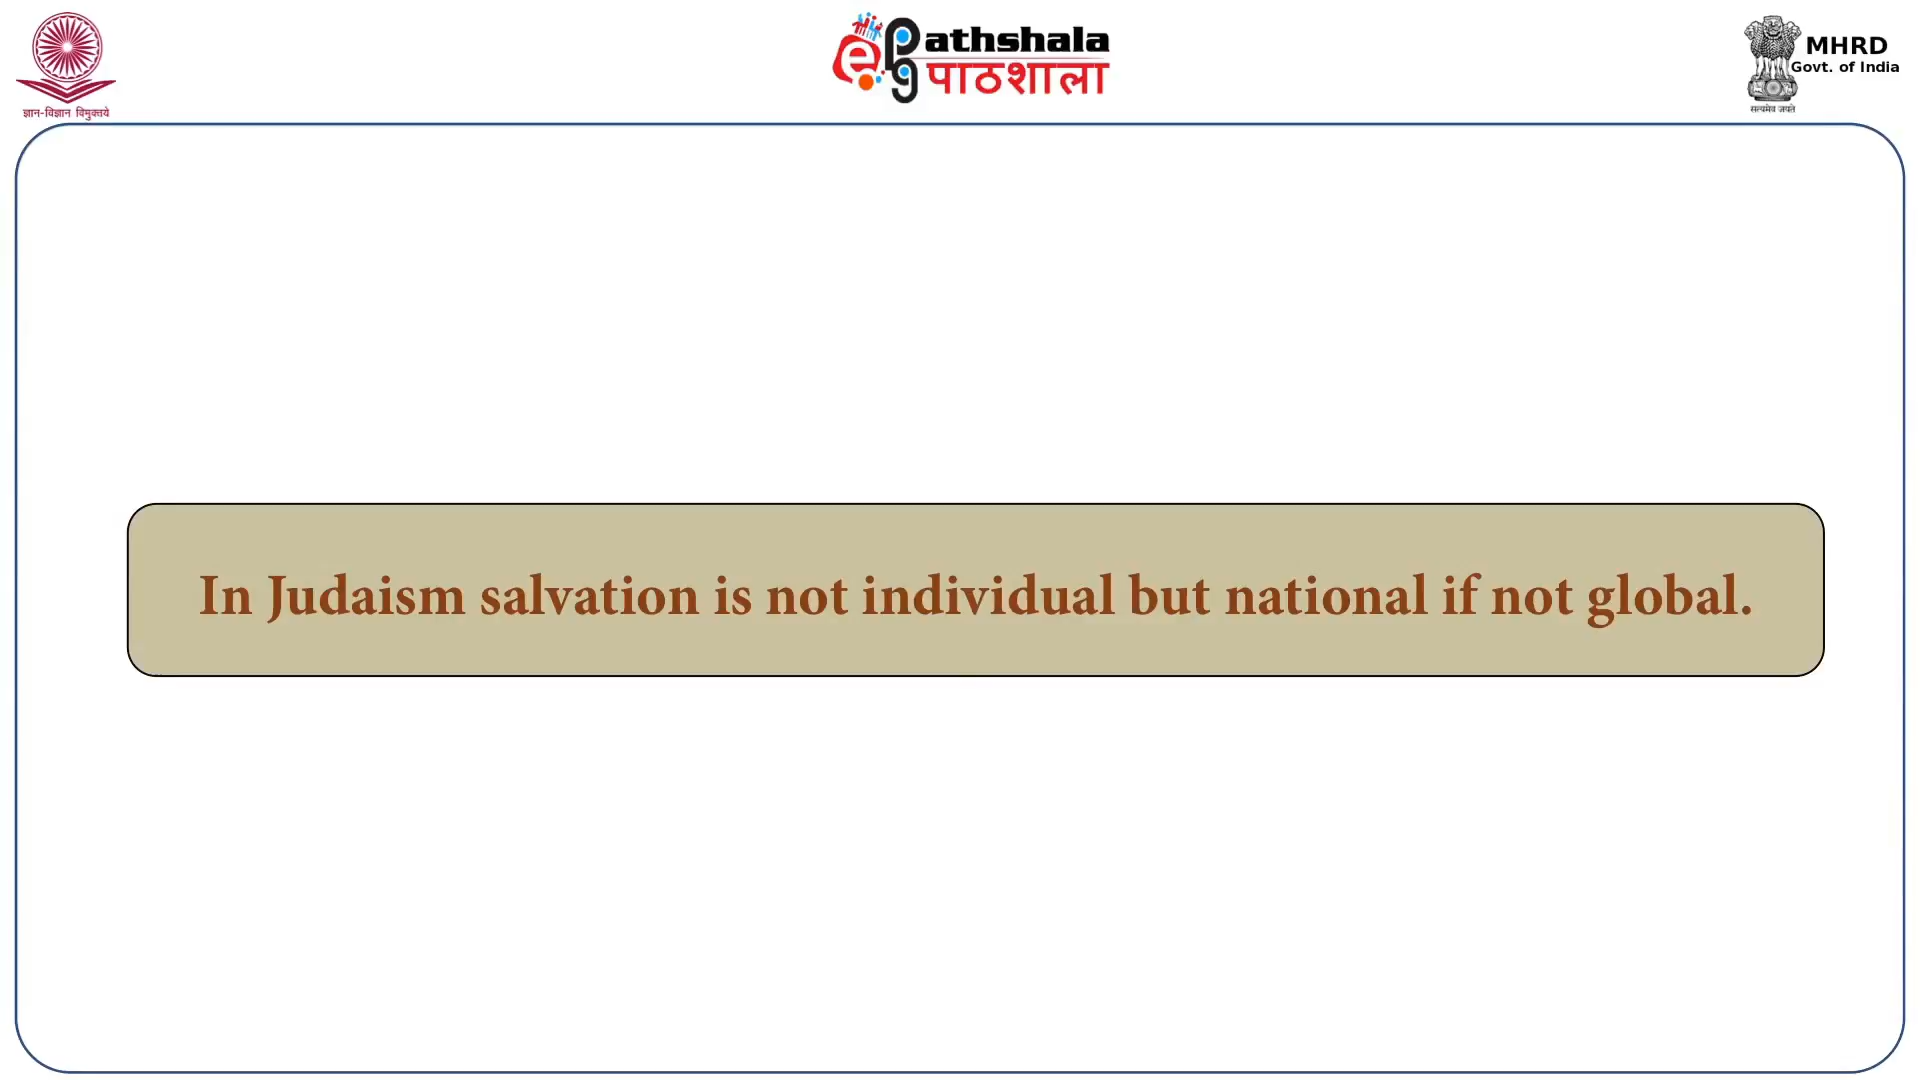 ज्ञान-विज्ञान विमुक्तये
e
pg
athshala
पाठशाला
MHRD
Govt. of India
सत्यमेव जयते
In Judaism salvation is not individual but national if not global.